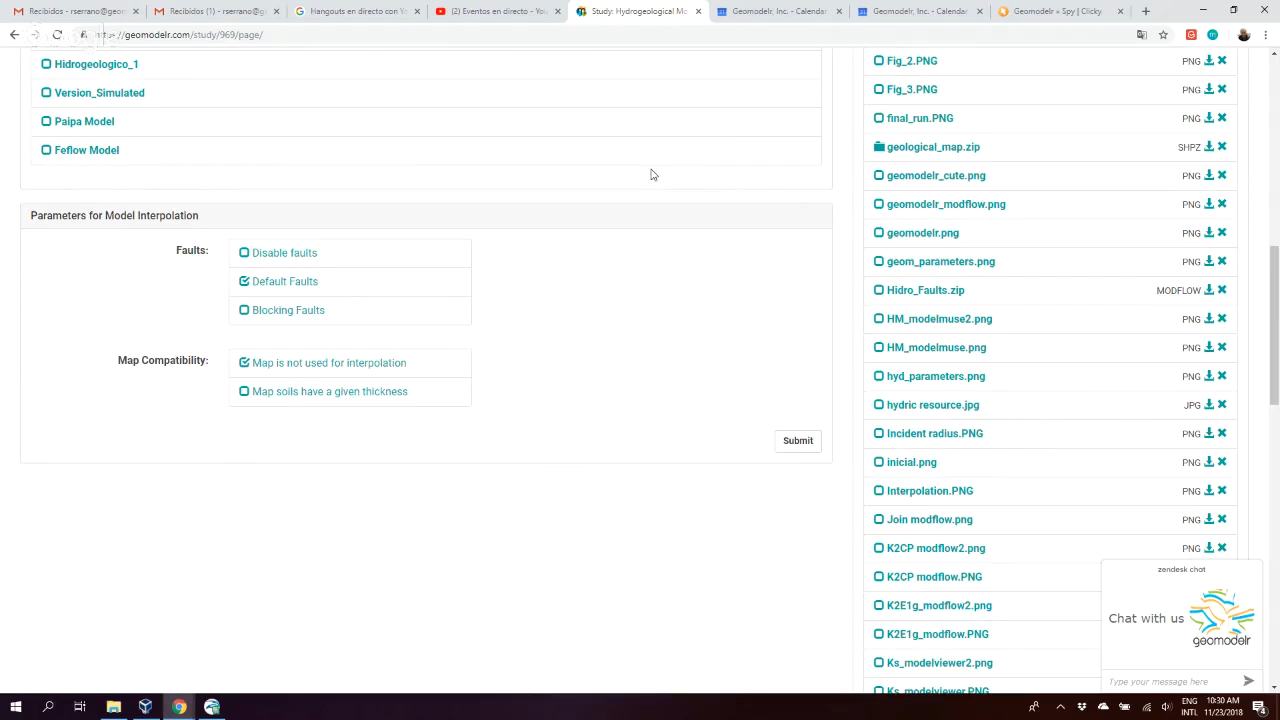 Recibidos - rserrano@geom
Recibidos (1) - rserrano@geo
Hangouts en directo con Yo
(2) Eventos en directo - Yo
Study: Hydrogeological Mo
Geomodelr, Inc. - Calendar
Geomodelr, Inc. - Calendar
Geomodelr « Spy | Clicky
geomodelr.com/study/969/page/
Hidrogeologico_1
Version_Simulated
Paipa Model
Feflow Model
Parameters for Model Interpolation
Faults:
Disable faults
Default Faults
Blocking Faults
Map Compatibility:
Map is not used for interpolation
Map soils have a given thickness
Submit
Fig_2.PNG PNG
Fig_3.PNG PNG
final_run.PNG PNG
geological_map.zip SHPZ
geomodelr_cute.png PNG
geomodelr_modflow.png PNG
geomodelr.png PNG
geom_parameters.png PNG
Hidro_Faults.zip MODFLOW
HM_modelmuse2.png PNG
HM_modelmuse.png PNG
hyd_parameters.png PNG
hydric resource.jpg JPG
Incident radius.PNG PNG
inicial.png PNG
Interpolation.PNG PNG
Join modflow.png PNG
K2CP modflow2.png PNG
K2CP modflow.PNG
K2E1g_modflow2.png
K2E1g_modflow.PNG
Ks_modelviewer2.png
Ks_modelviewer.PNG
zendesk chat
Chat with us
geomodelr
Type your message here
10:30 AM
INTL 11/23/2018
4